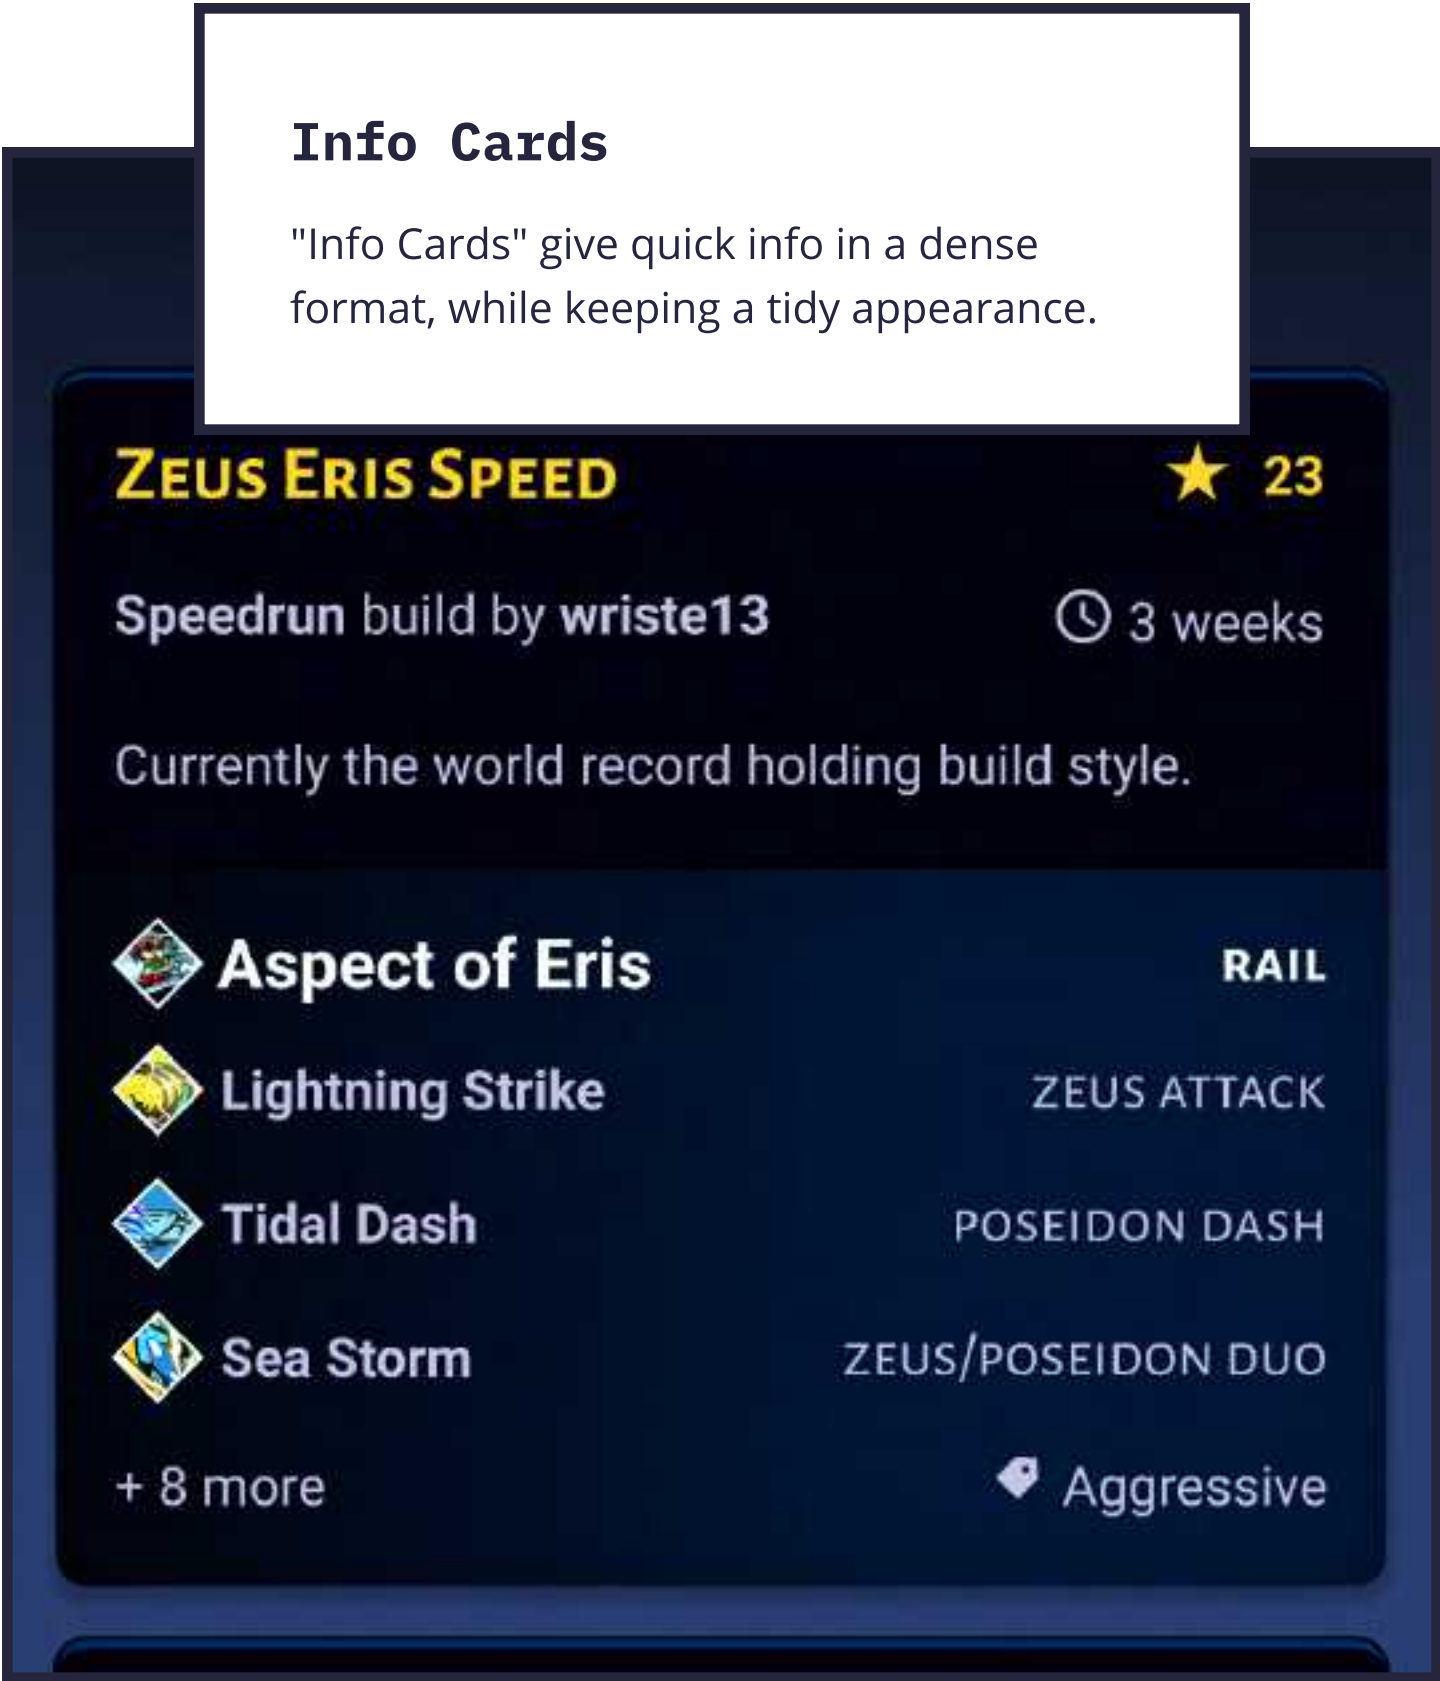 Info Cards
"Info Cards" give quick info in a dense
format, while keeping a tidy appearance.
ZEUS ERIS SPEED 23
Speedrun build by wriste13 3 weeks
Currently the world record holding build style.
Aspect of Eris RAIL
Lightning Strike ZEUS ATTACK
Tidal Dash POSEIDON DASH
Sea Storm ZEUS/POSEIDON DUO
+ 8 more Aggressive